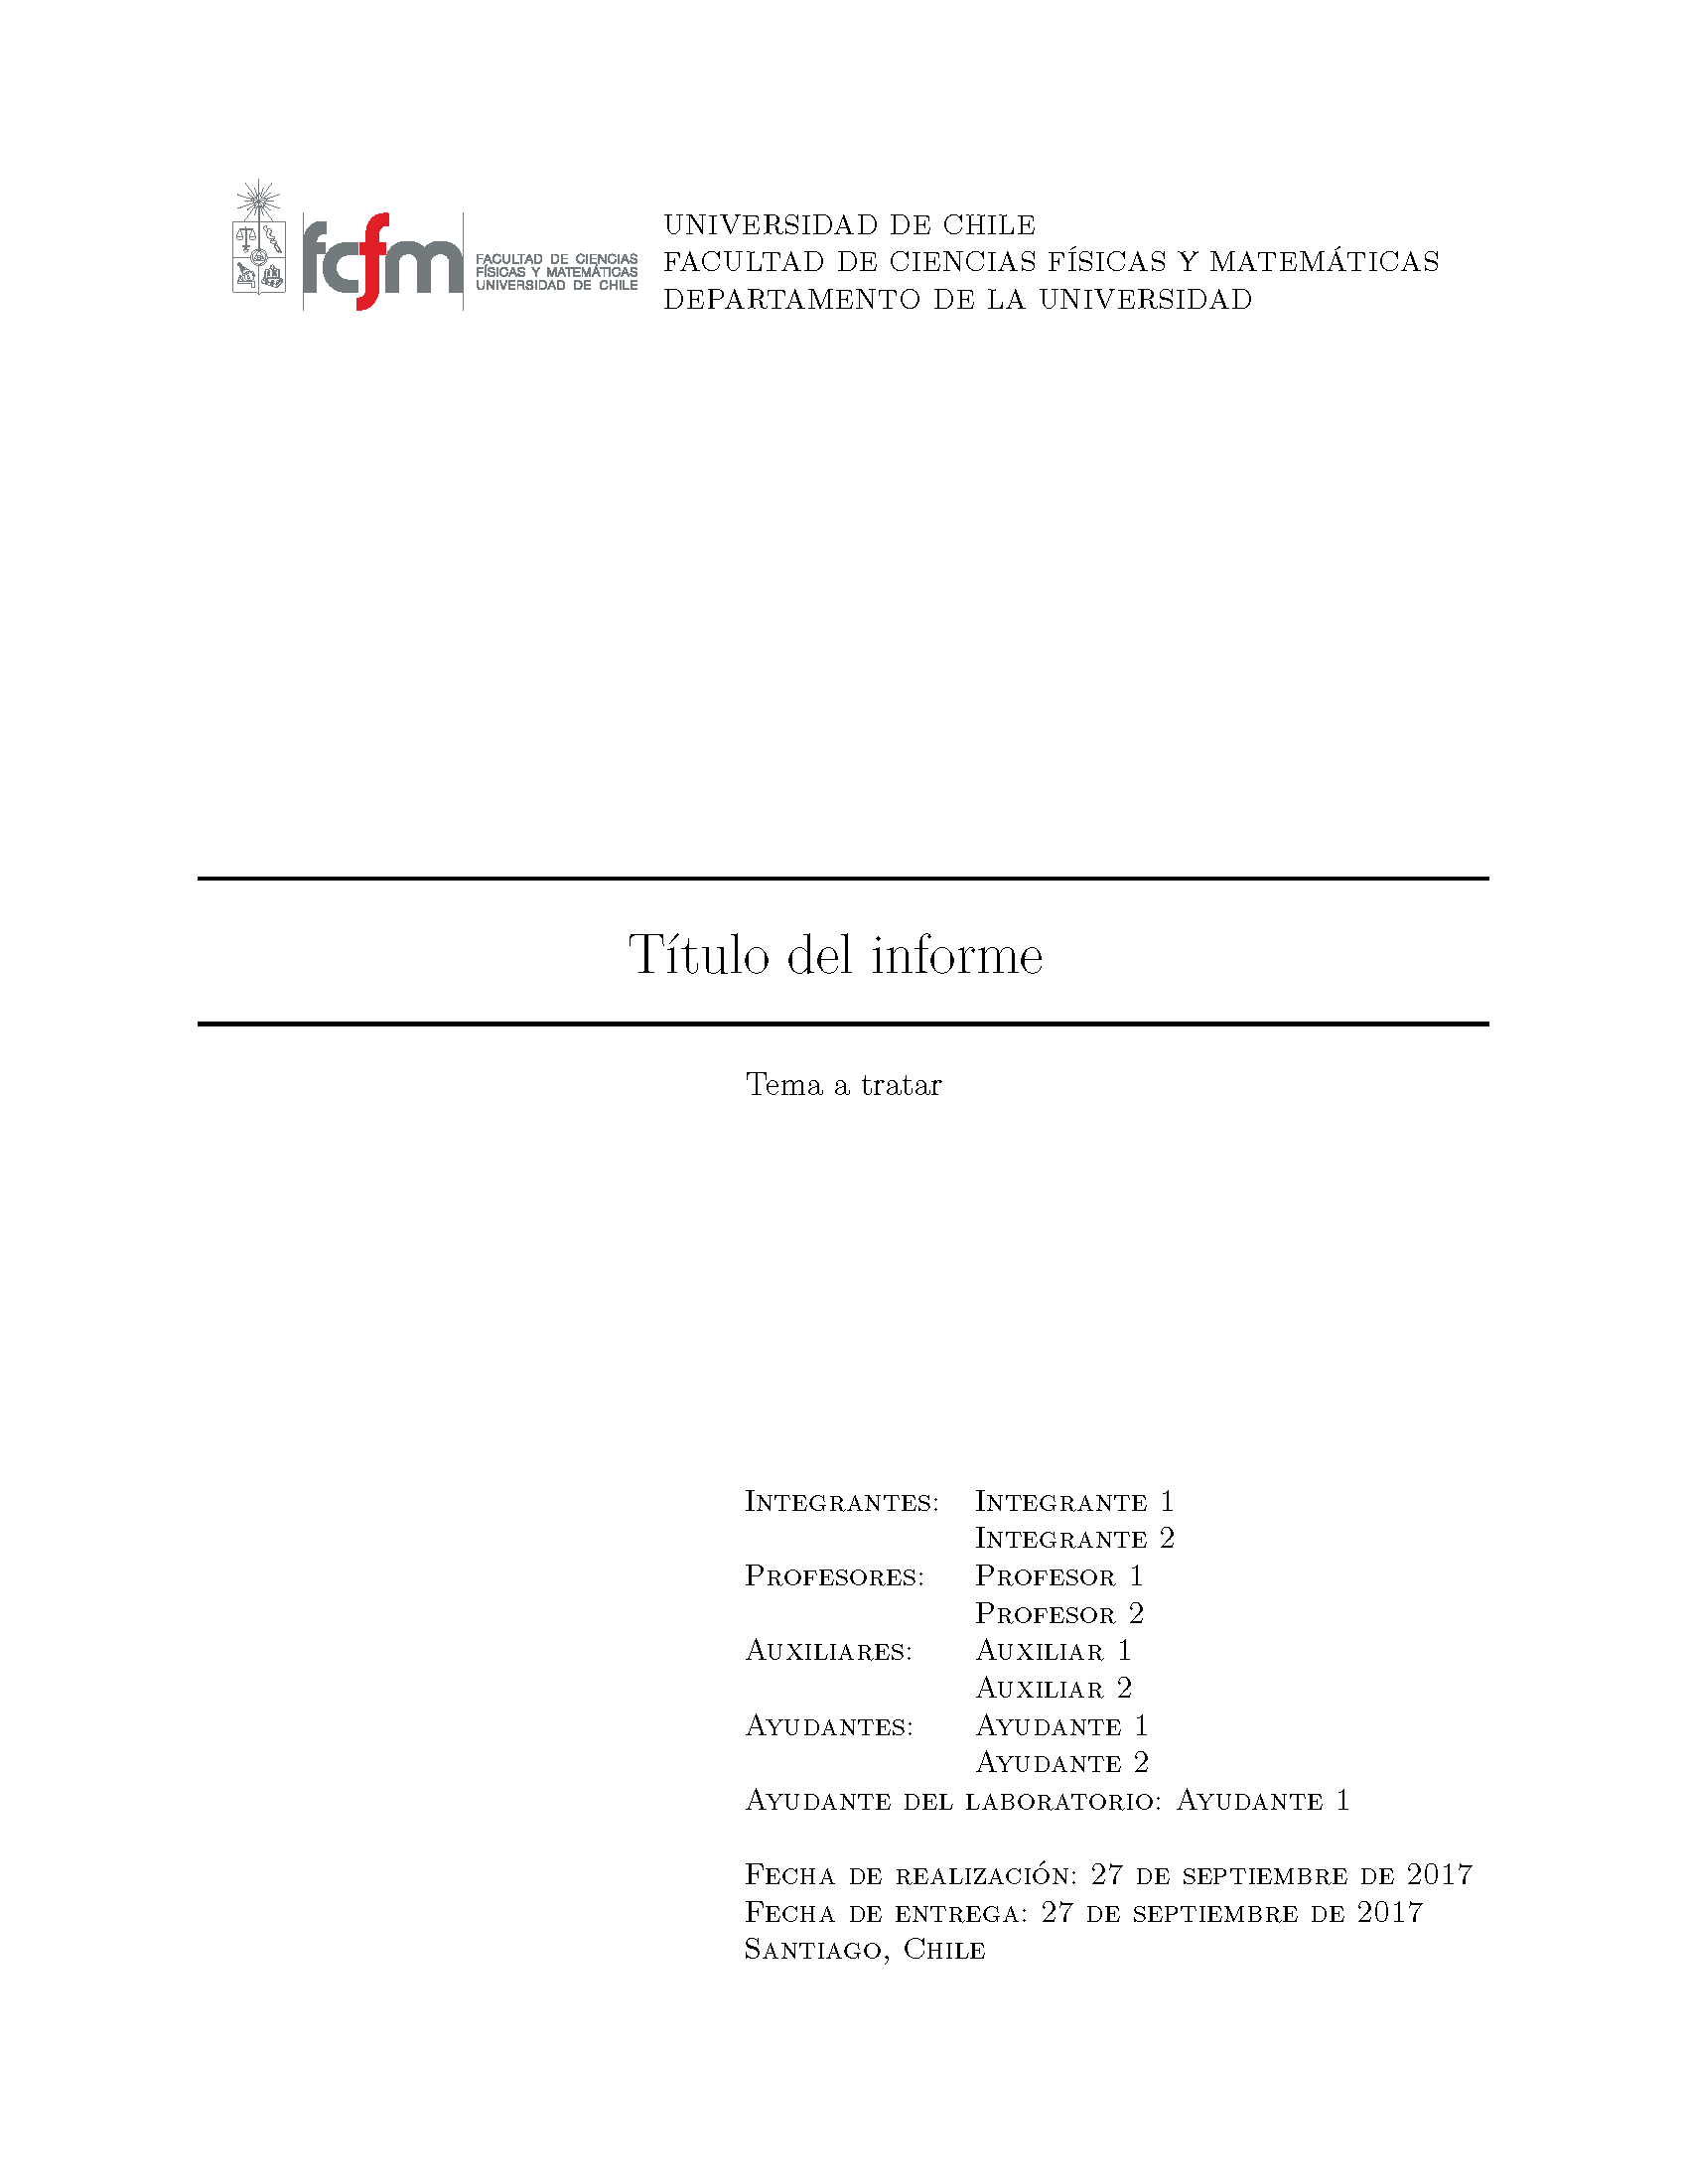 fcfm
FACULTAD DE CIENCIAS
FÍSICAS Y MATEMÁTICAS
UNIVERSIDAD DE CHILE
UNIVERSIDAD DE CHILE
FACULTAD DE CIENCIAS FÍSICAS Y MATEMÁTICAS
DEPARTAMENTO DE LA UNIVERSIDAD
Título del informe
Tema a tratar
Integrantes: Integrante 1
Integrante 2
Profesores: Profesor 1
Profesor 2
Auxiliares: Auxiliar 1
Auxiliar 2
Ayudantes: Ayudante 1
Ayudante 2
Ayudante del laboratorio: Ayudante 1
Fecha de realización: 27 de septiembre de 2017
Fecha de entrega: 27 de septiembre de 2017
Santiago, Chile